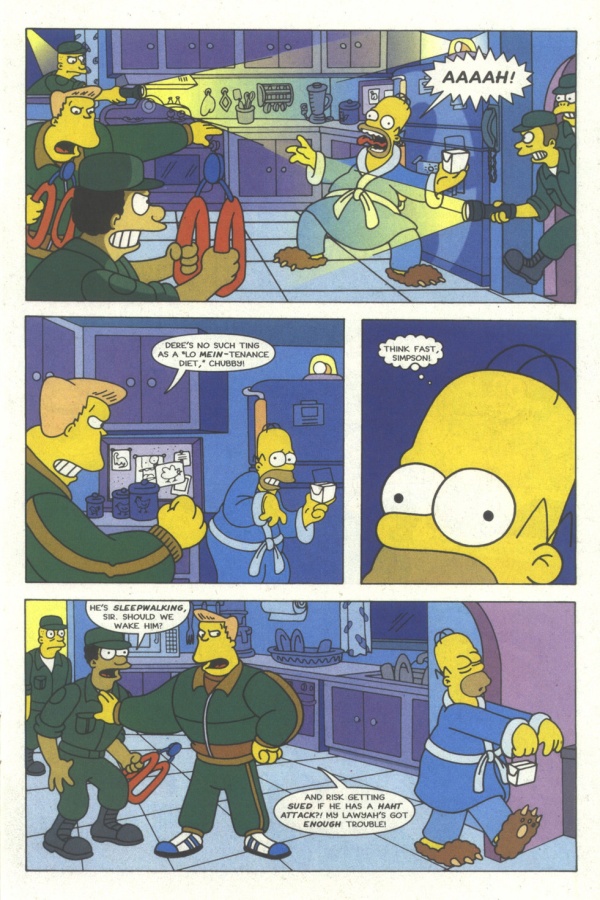 AAAAH!
DERE'S NO SUCH TING
AS A "LO MEIN-TENANCE
DIET," CHUBBY!
THINK FAST,
SIMPSON!
HE'S SLEEPWALKING,
SIR. SHOULD WE
WAKE HIM?
AND RISK GETTING
SUED IF HE HAS A HAHT
ATTACK?! MY LAWYAH'S GOT
ENOUGH TROUBLE!